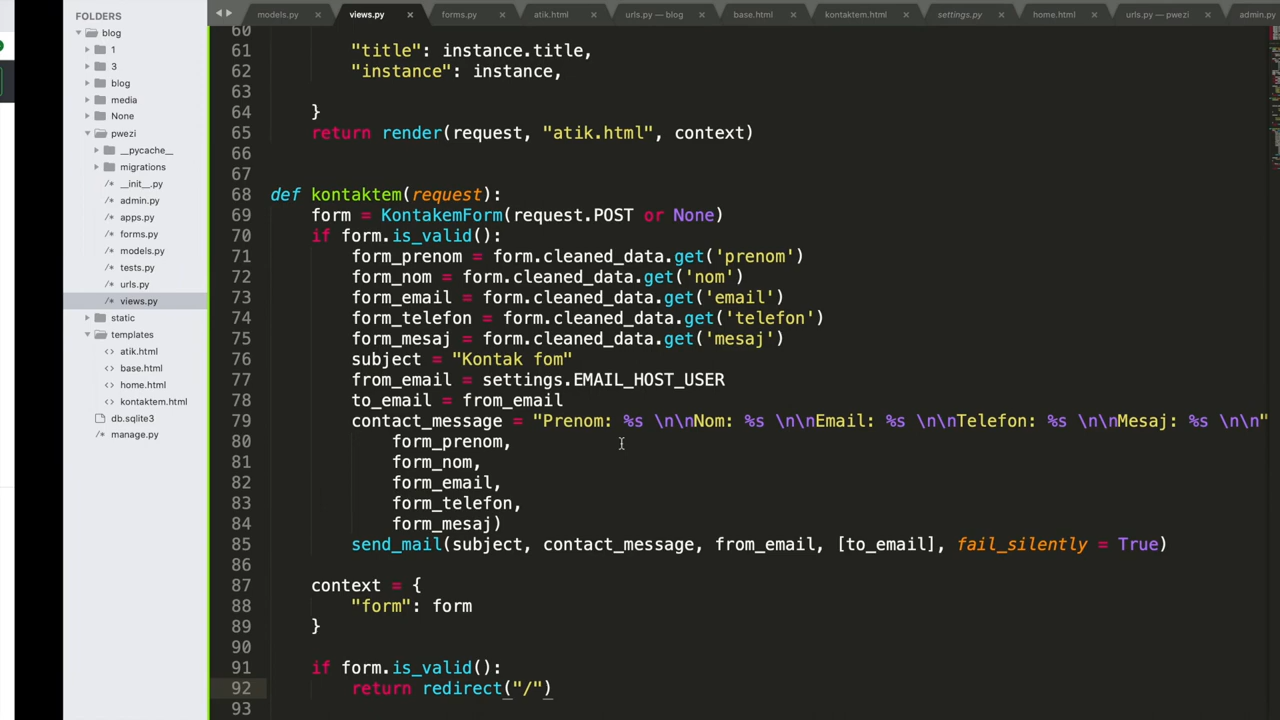 FOLDERS
blog
1
3
blog
media
None
pwezi
__pycache__
migrations
/* __init__.py
/* admin.py
/* apps.py
/* forms.py
/* models.py
/* tests.py
/* urls.py
/* views.py
static
templates
<> atik.html
<> base.html
<> home.html
<> kontaktem.html
db.sqlite3
manage.py
models.py × views.py × forms.py × atik.html × urls.py — blog × base.html × kontaktem.html × settings.py × home.html × urls.py — pwezi × admin.py
60
61 "title": instance.title,
62 "instance": instance,
63
64 }
65 return render(request, "atik.html", context)
66
67
68 def kontaktem(request):
69 form = KontakemForm(request.POST or None)
70 if form.is_valid():
71 form_prenom = form.cleaned_data.get('prenom')
72 form_nom = form.cleaned_data.get('nom')
73 form_email = form.cleaned_data.get('email')
74 form_telefon = form.cleaned_data.get('telefon')
75 form_mesaj = form.cleaned_data.get('mesaj')
76 subject = "Kontak fom"
77 from_email = settings.EMAIL_HOST_USER
78 to_email = from_email
79 contact_message = "Prenom: %s \n\nNom: %s \n\nEmail: %s \n\nTelefon: %s \n\nMesaj: %s \n\n"
80 form_prenom,
81 form_nom,
82 form_email,
83 form_telefon,
84 form_mesaj)
85 send_mail(subject, contact_message, from_email, [to_email], fail_silently = True)
86
87 context = {
88 "form": form
89 }
90
91 if form.is_valid():
92 return redirect("/")
93